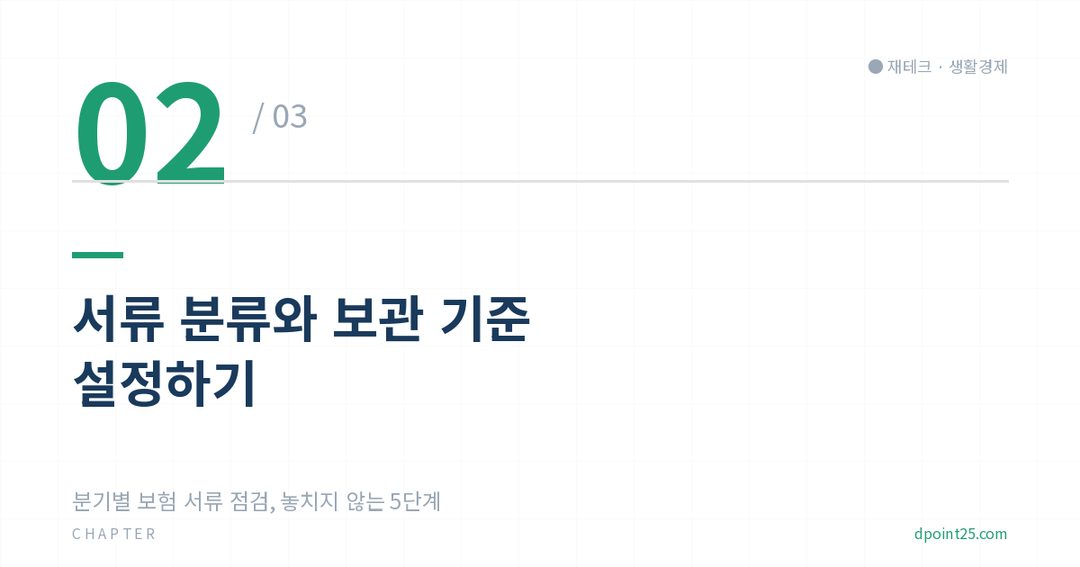 02 / 03
● 재테크 · 생활경제
서류 분류와 보관 기준
설정하기
분기별 보험 서류 점검, 놓치지 않는 5단계
CHAPTER
dpoint25.com